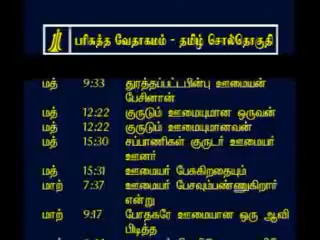 பரிசுத்த வேதாகமம் - தமிழ் சொல்தொகுதி
மத் 9:33 துரத்தப்பட்டபின்பு ஊமையன்
பேசினான்
மத் 12:22 குருடும் ஊமையுமான ஒருவன்
மத் 12:22 குருடும் ஊமையுமானவன்
மத் 15:30 சப்பாணிகள் குருடர் ஊமையர்
ஊனர்
மத் 15:31 ஊமையர் பேசுகிறதையும்
மாற் 7:37 ஊமையர் பேசவும்பண்ணுகிறார்
என்று
மாற் 9:17 போதகரே ஊமையான ஒரு ஆவி
பிடித்த